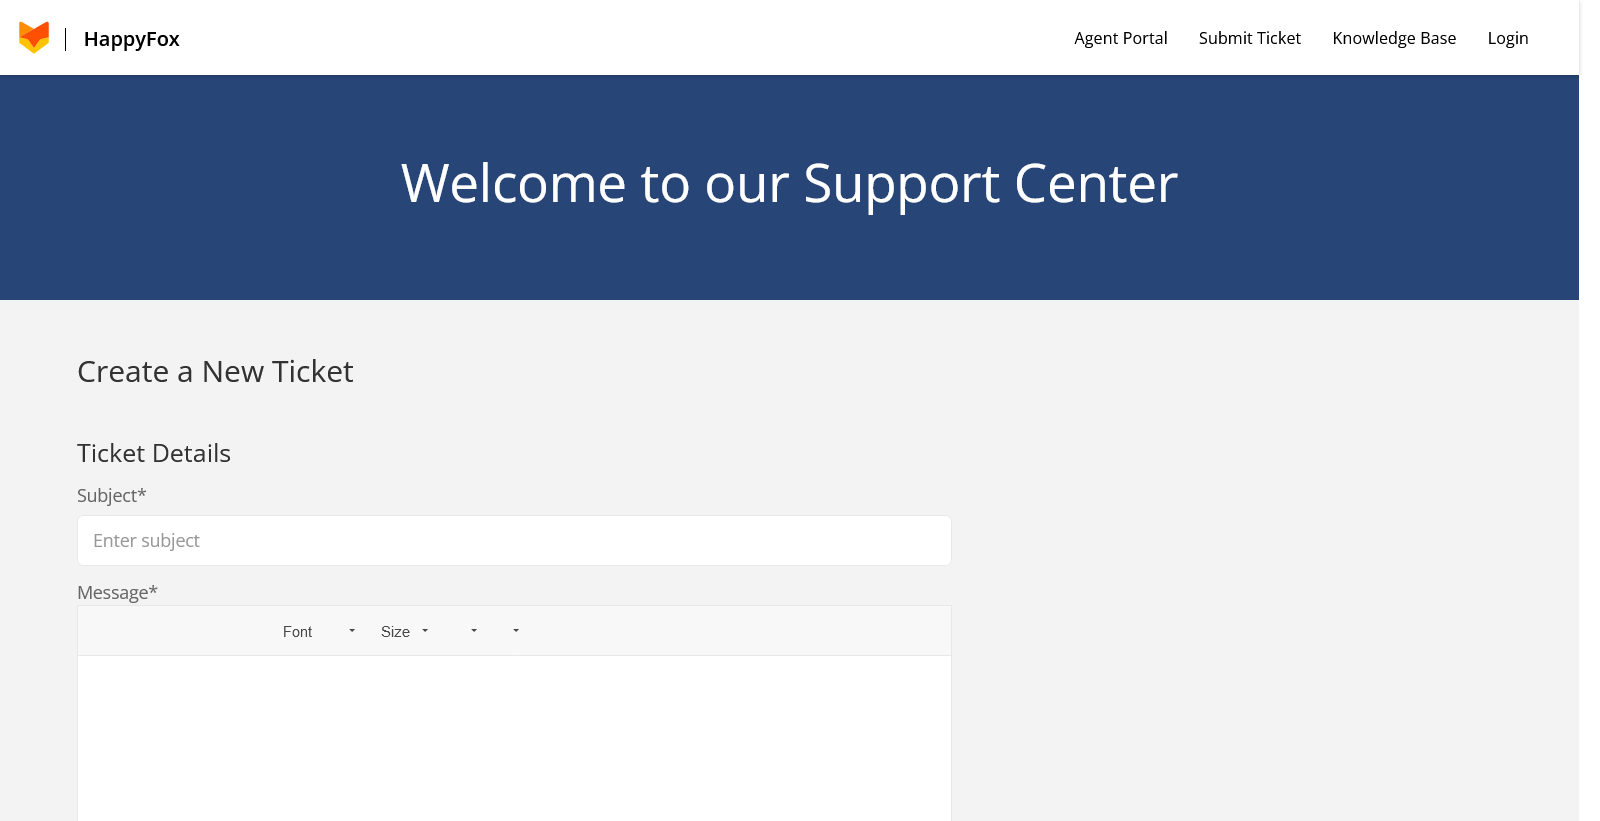 HappyFox
Agent Portal Submit Ticket Knowledge Base Login
Welcome to our Support Center
Create a New Ticket
Ticket Details
Subject*
Enter subject
Message*
Font Size